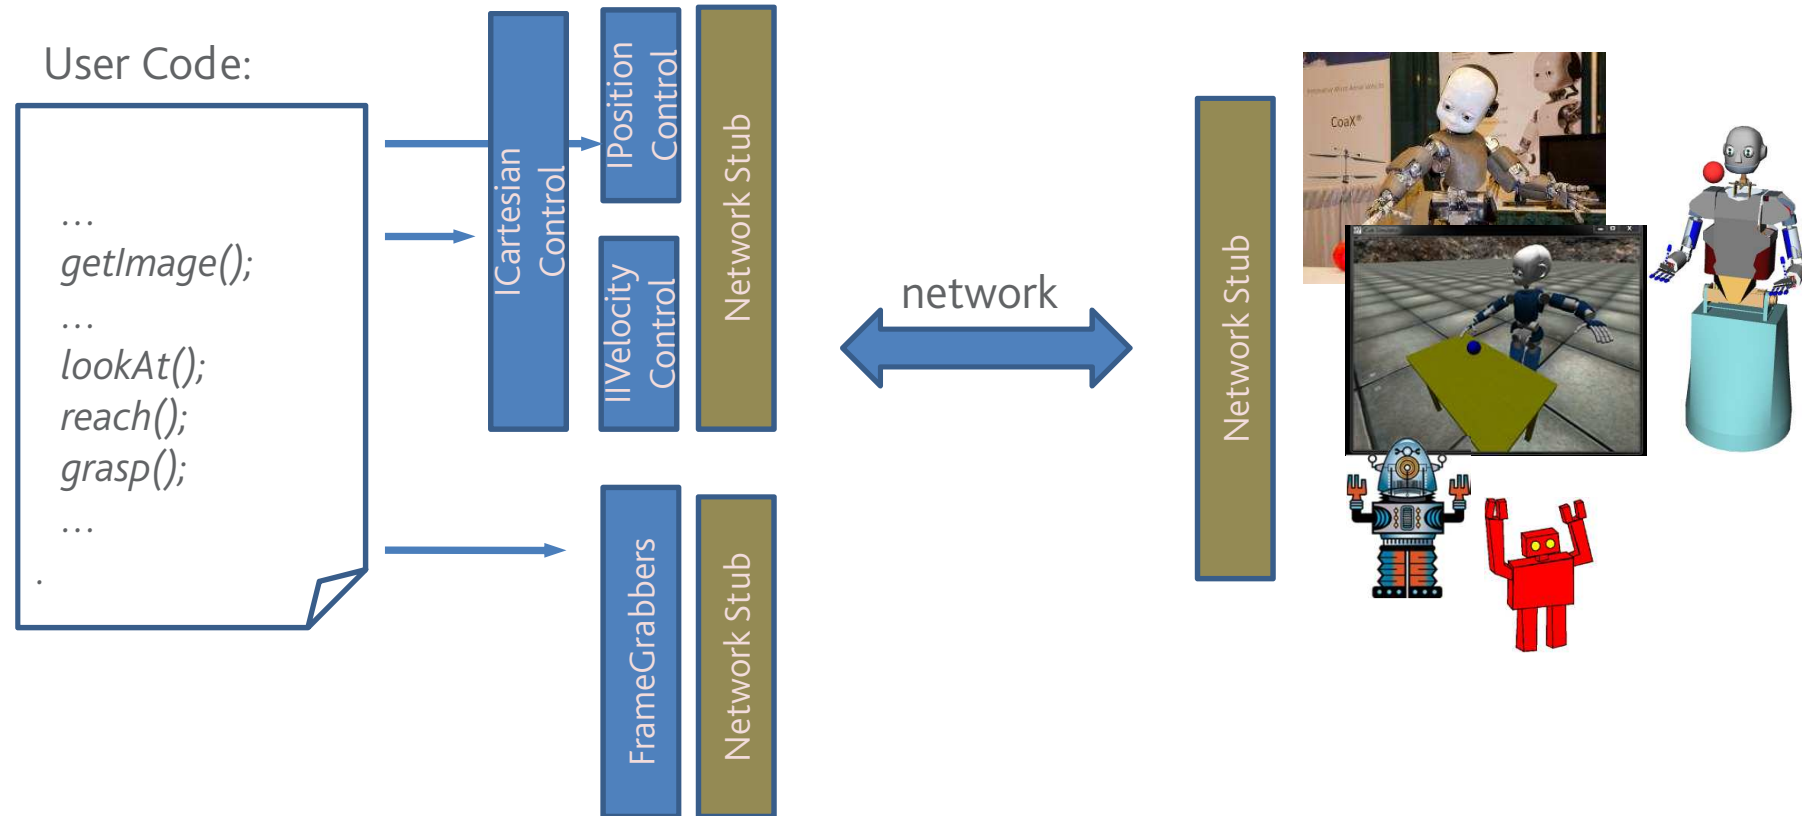 User Code:
...
getImage();
...
lookAt();
reach();
grasp();
...
.
ICartesian
Control
IPosition
Control
IIVelocity
Control
Network Stub
FrameGrabbers
Network Stub
network
Network Stub
CoaX®